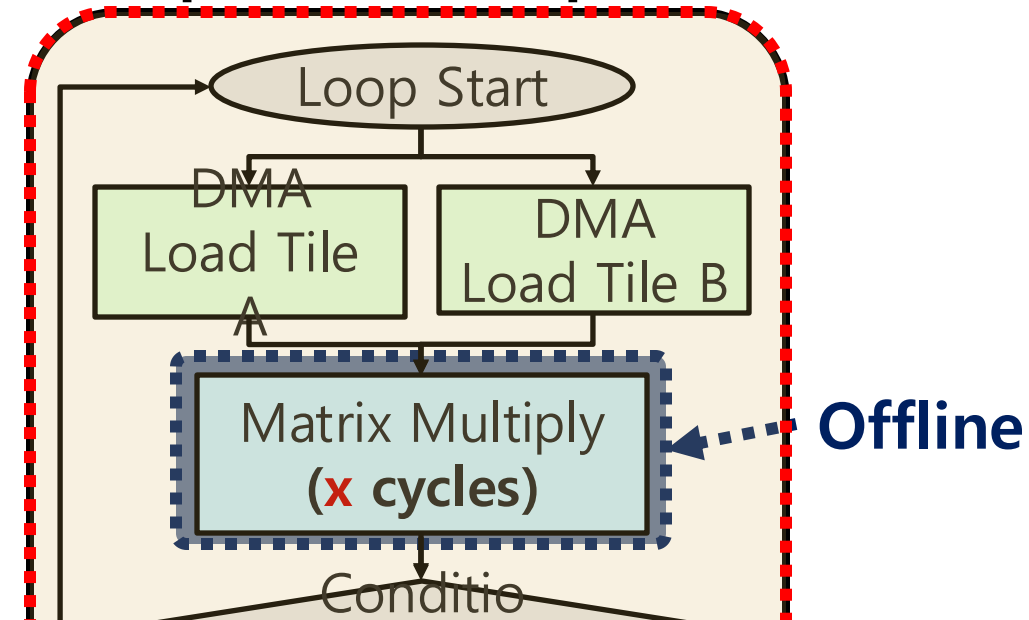 Loop Start
DMA
Load Tile
A
DMA
Load Tile B
Matrix Multiply
(x cycles)
Offline
Conditio